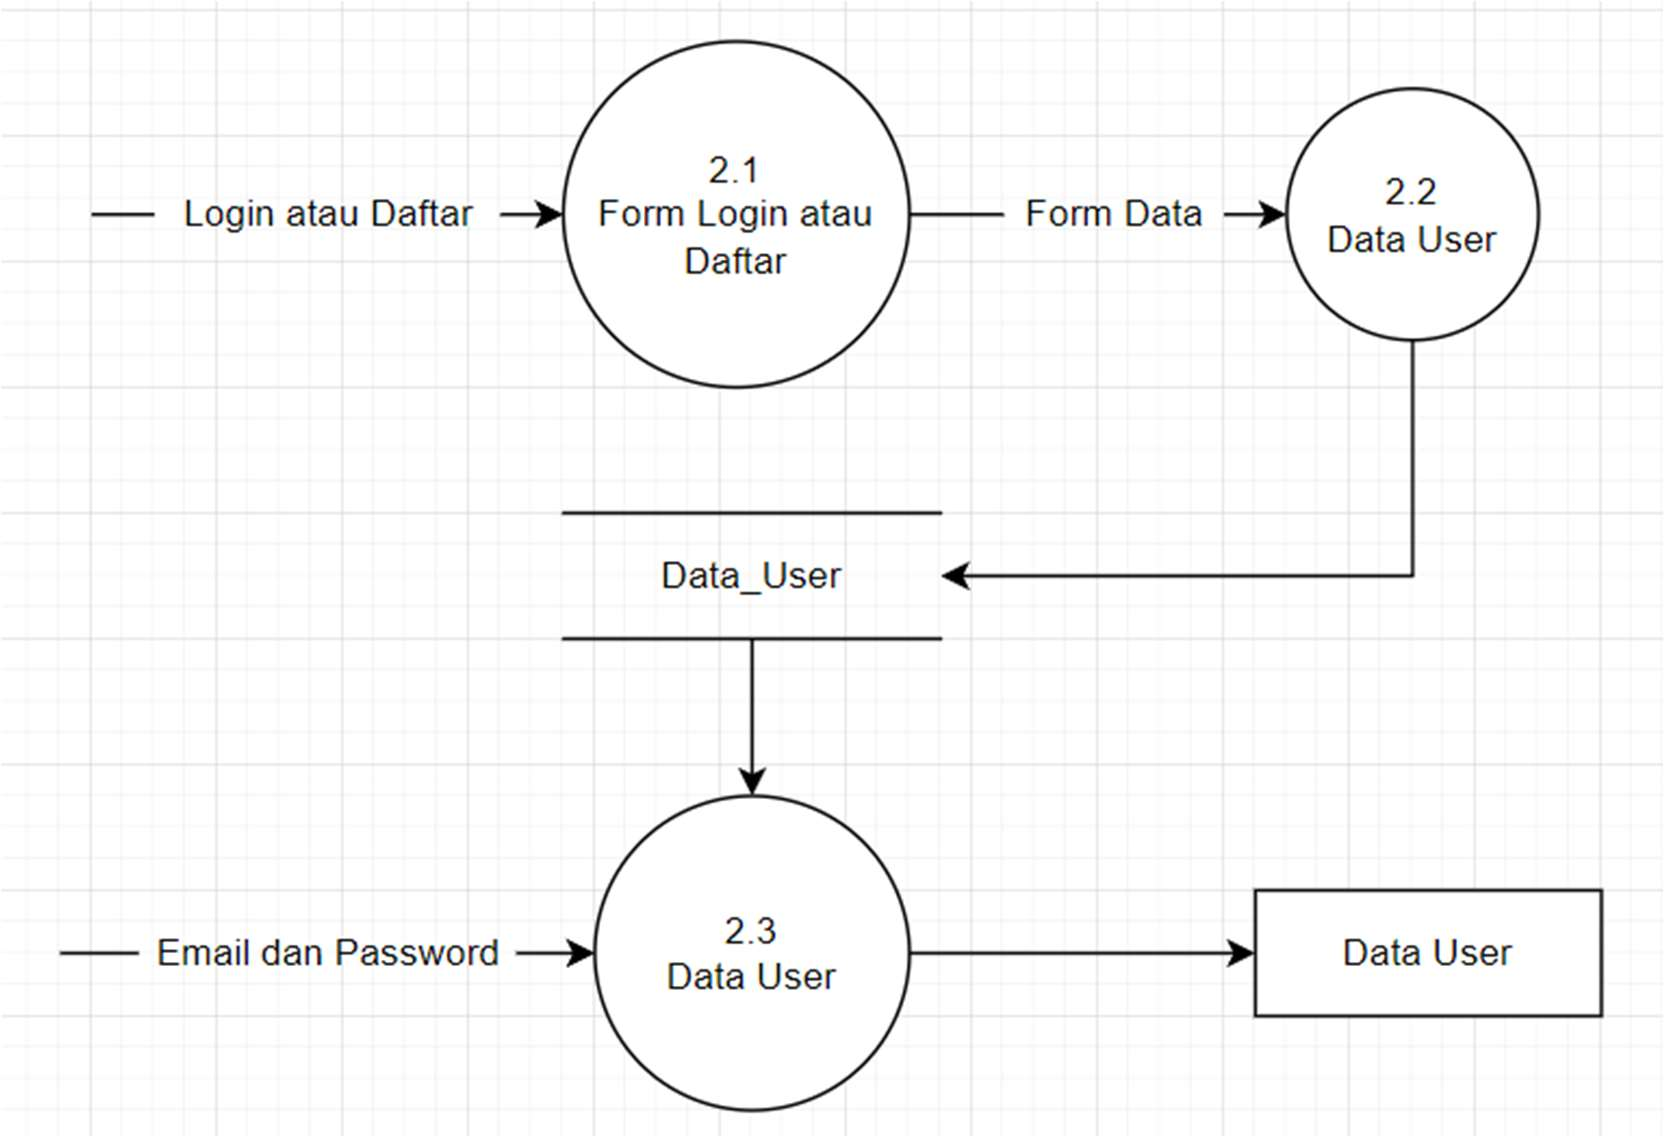 2.1
Login atau Daftar
Form Login atau
Daftar
Form Data
2.2
Data User
Data_User
2.3
Email dan Password
Data User
Data User